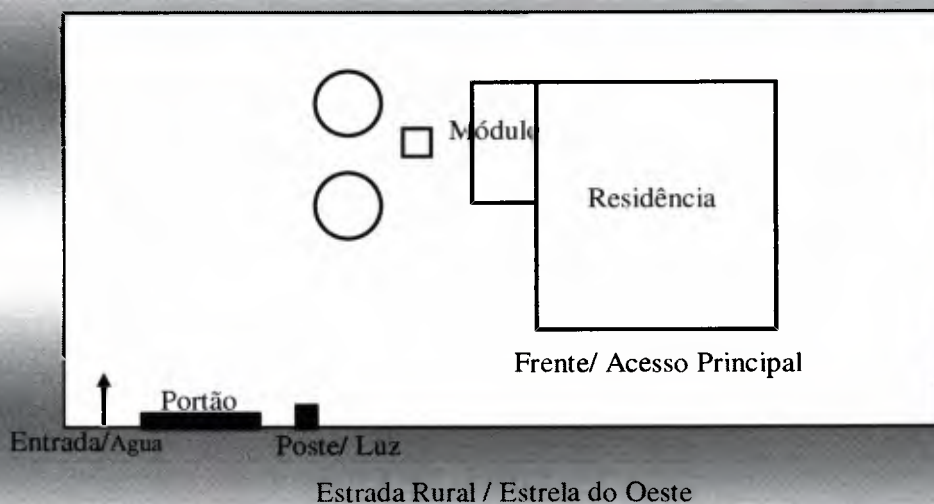 Módulo
Residência
Frente/ Acesso Principal
Portão
Entrada/Agua
Poste/ Luz
Estrada Rural / Estrela do Oeste